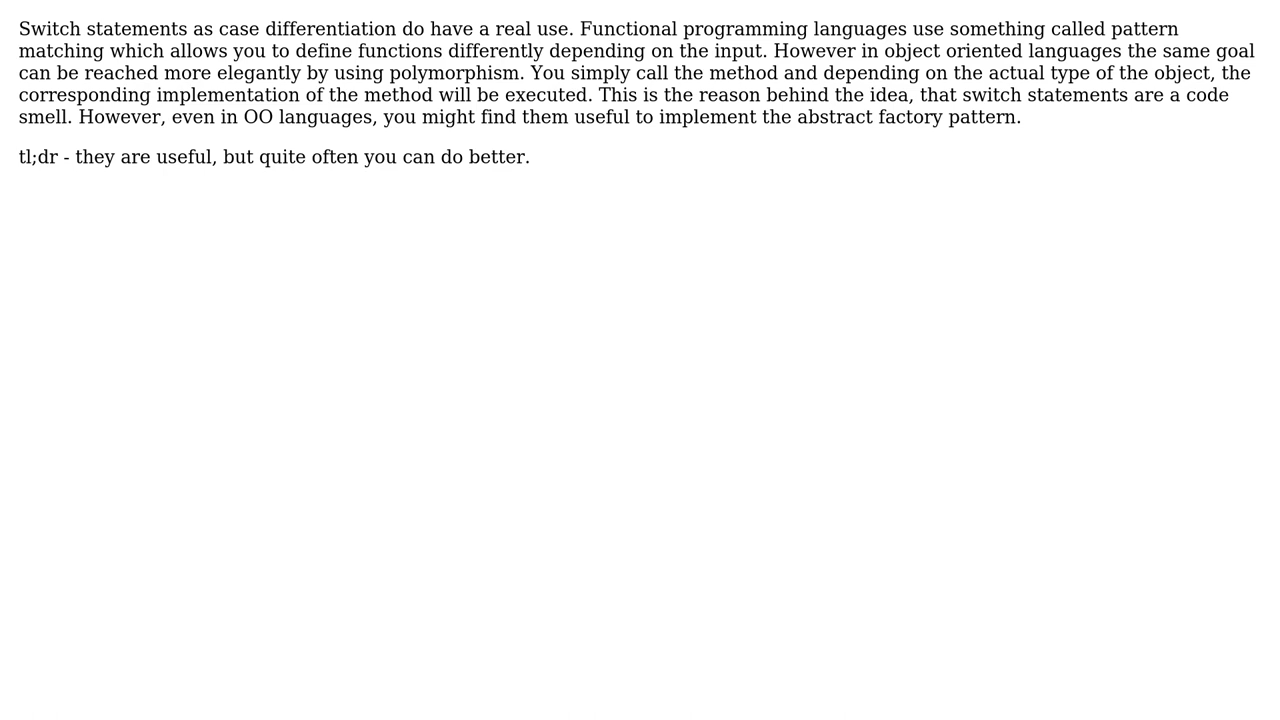 Switch statements as case differentiation do have a real use. Functional programming languages use something called pattern
matching which allows you to define functions differently depending on the input. However in object oriented languages the same goal
can be reached more elegantly by using polymorphism. You simply call the method and depending on the actual type of the object, the
corresponding implementation of the method will be executed. This is the reason behind the idea, that switch statements are a code
smell. However, even in OO languages, you might find them useful to implement the abstract factory pattern.
tl;dr - they are useful, but quite often you can do better.